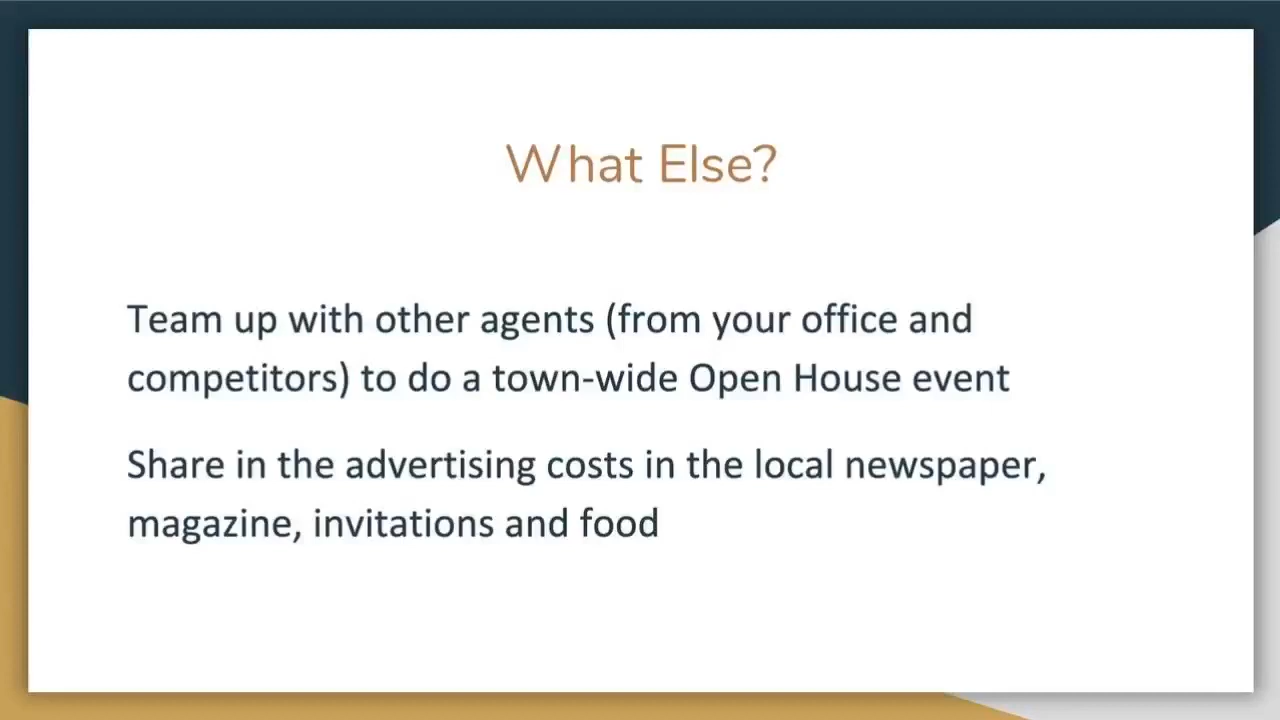 What Else?
Team up with other agents (from your office and
competitors) to do a town-wide Open House event
Share in the advertising costs in the local newspaper,
magazine, invitations and food